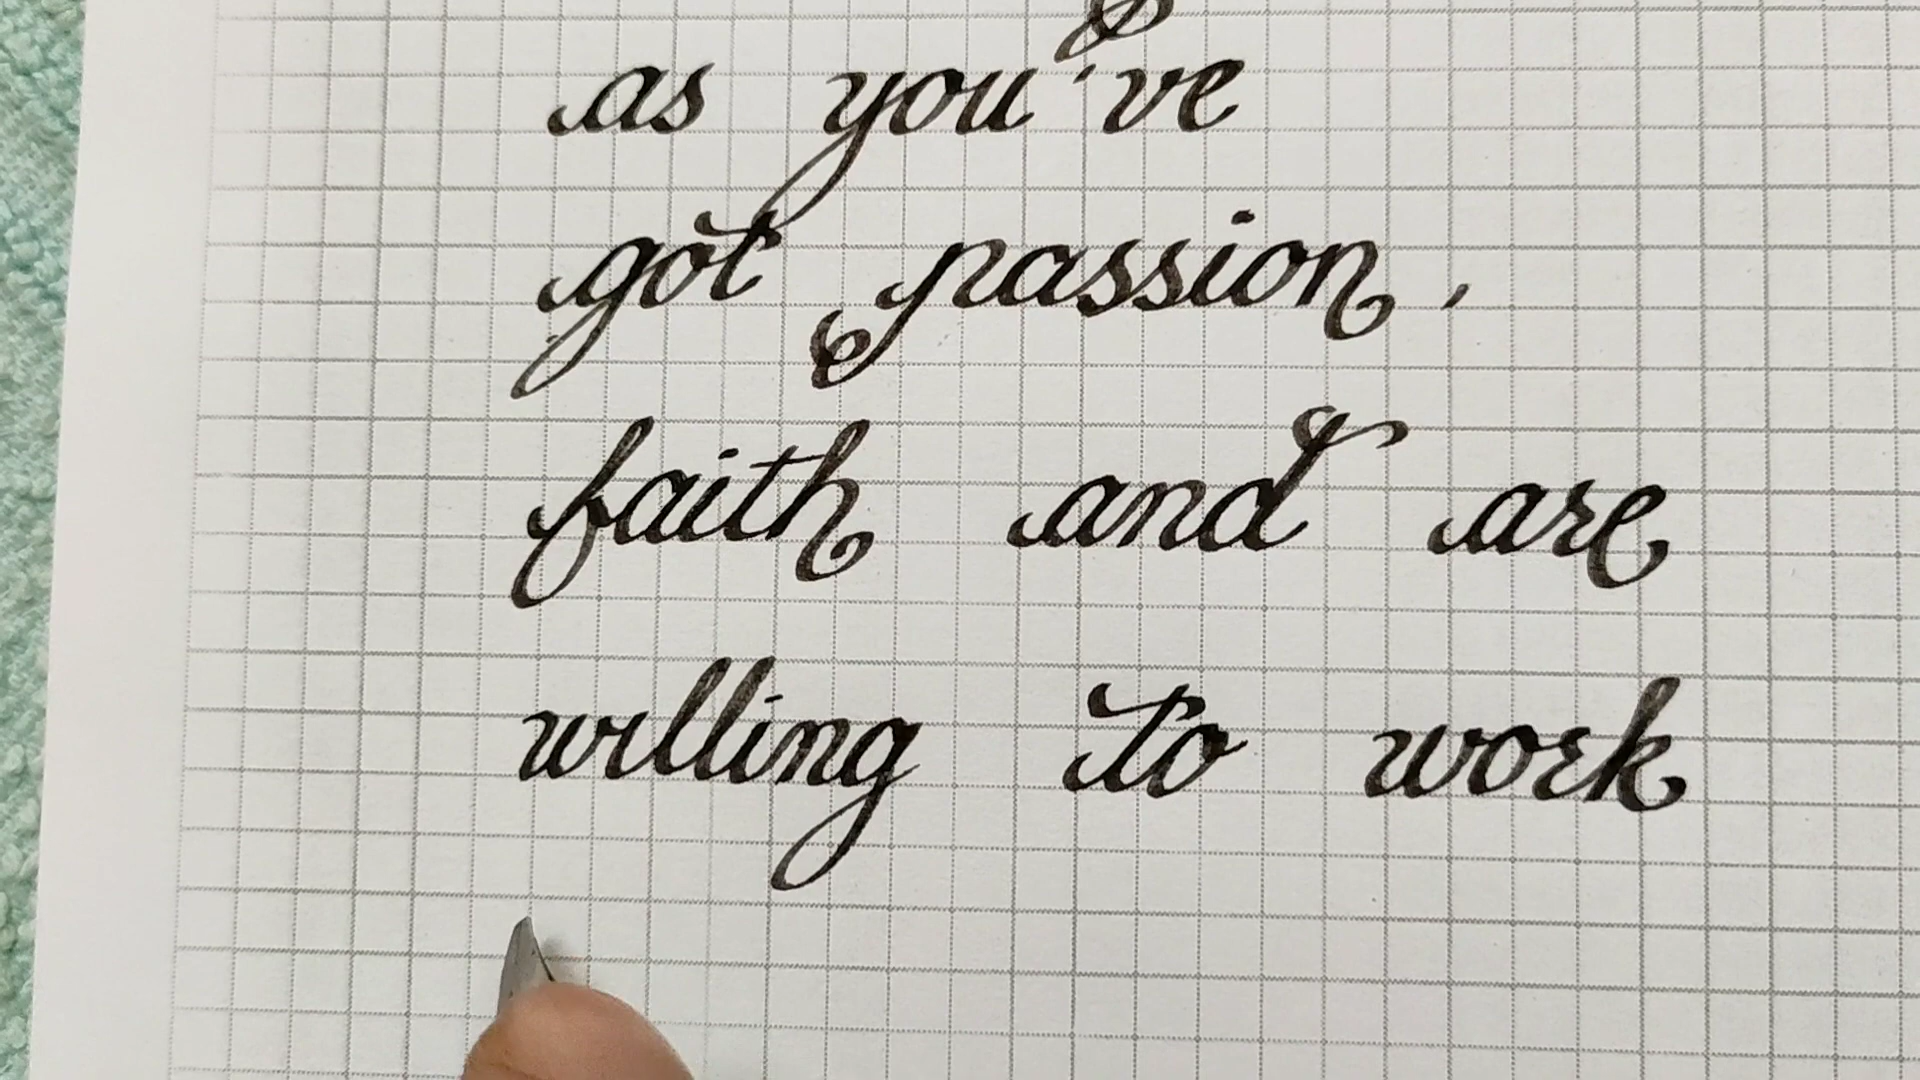 as you've
got passion,
faith and are
willing to work